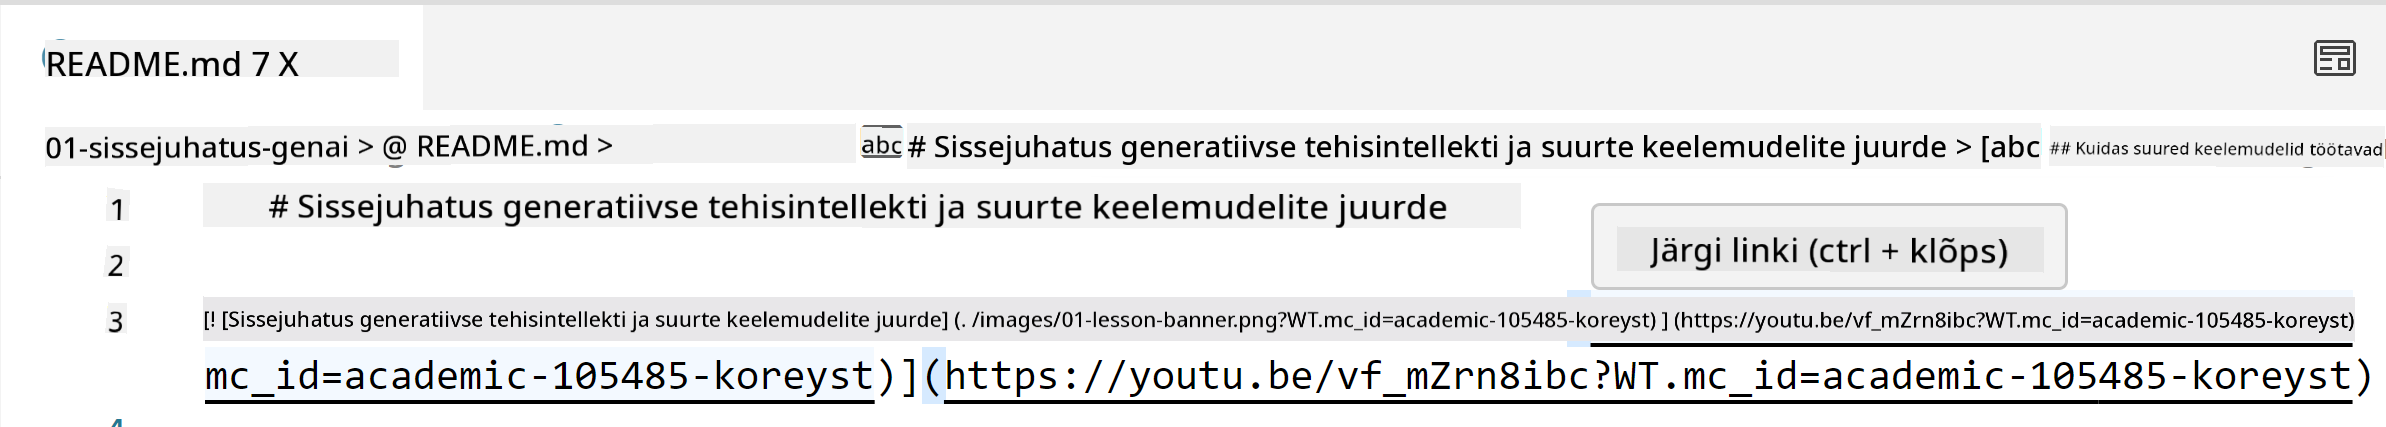 README.md 7 X
01-sissejuhatus-genai > @ README.md > abc # Sissejuhatus generatiivse tehisintellekti ja suurte keelemudelite juurde > [abc ## Kuidas suured keelemudelid töötavad
1 # Sissejuhatus generatiivse tehisintellekti ja suurte keelemudelite juurde
Järgi linki (ctrl + klõps)
2
3 [! [Sissejuhatus generatiivse tehisintellekti ja suurte keelemudelite juurde] (. /images/01-lesson-banner.png?WT.mc_id=academic-105485-koreyst) ] (https://youtu.be/vf_mZrn8ibc?WT.mc_id=academic-105485-koreyst)
mc_id=academic-105485-koreyst)](https://youtu.be/vf_mZrn8ibc?WT.mc_id=academic-105485-koreyst)
4